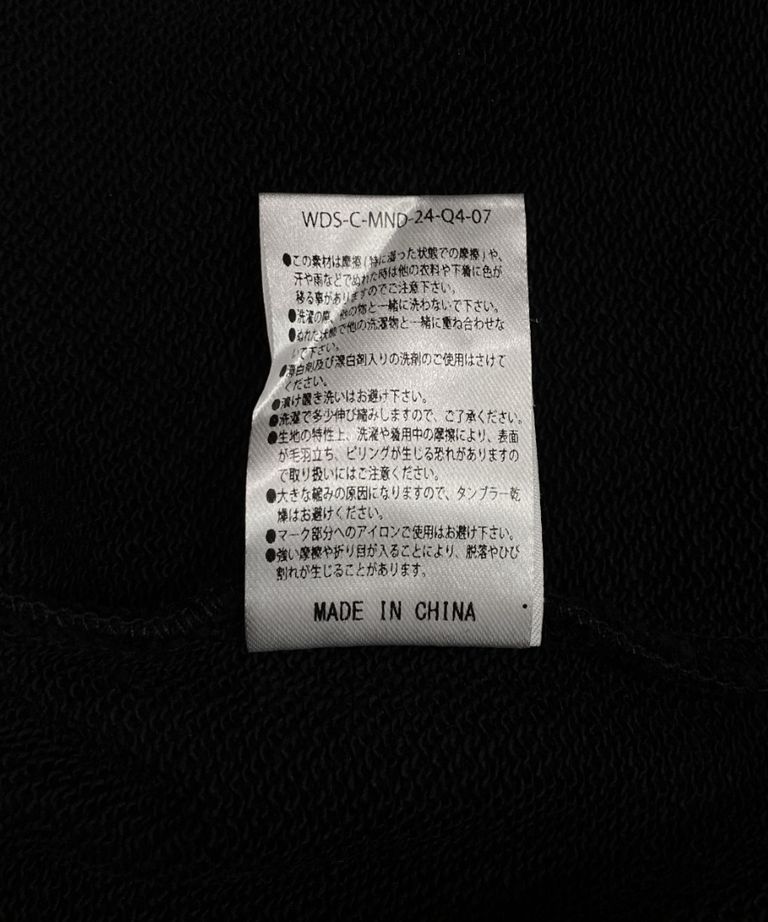 WDS-C-MND-24-Q4-07
●この素材は摩擦(特に湿った状態での摩擦)や、
汗や雨などでぬれた時は他の衣料や下着に色が
移る事がありますのでご注意下さい。
●洗濯の際、他の物と一緒に洗わないで下さい。
●ぬれた状態で他の洗濯物と一緒に重ね合わせな
いで下さい。
●漂白剤及び漂白剤入りの洗剤のご使用はさけて
ください。
●漬け置き洗いはお避け下さい。
●洗濯で多少伸び縮みしますので、ご了承ください。
●生地の特性上、洗濯や着用中の摩擦により、表面
が毛羽立ち、ピリングが生じる恐れがありますの
で取り扱いにはご注意ください。
●大きな縮みの原因になりますので、タンブラー乾
燥はお避けください。
●マーク部分へのアイロンご使用はお避け下さい。
●強い摩擦や折り目が入ることにより、脱落やひび
割れが生じることがあります。
MADE IN CHINA